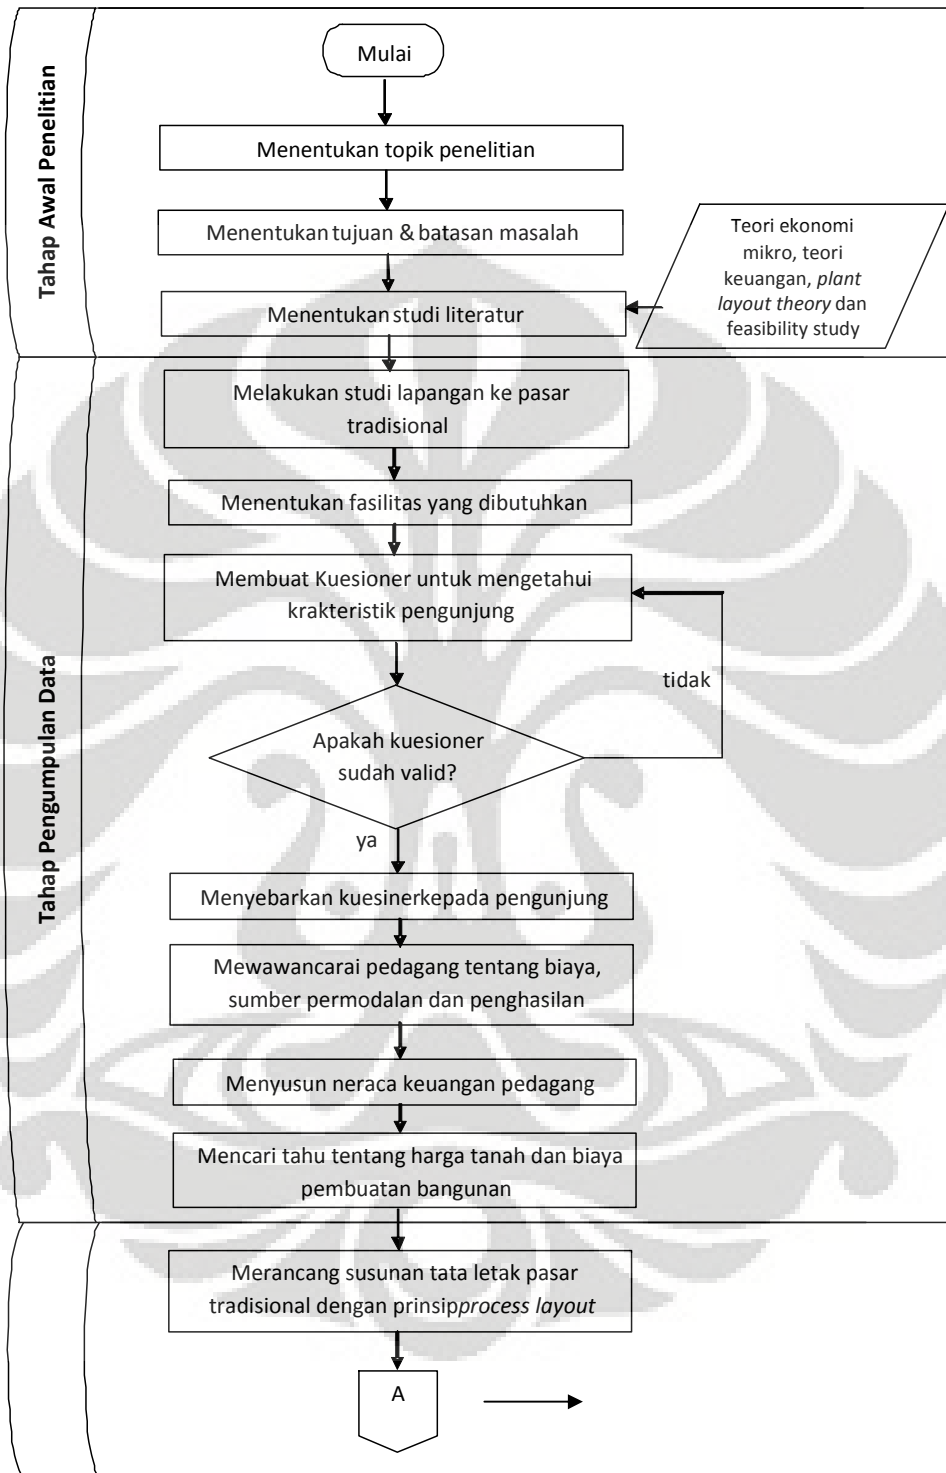 Tahap Awal Penelitian
Mulai
Menentukan topik penelitian
Menentukan tujuan & batasan masalah
Menentukan studi literatur
Teori ekonomi
mikro, teori
keuangan, plant
layout theory dan
feasibility study
Tahap Pengumpulan Data
Melakukan studi lapangan ke pasar
tradisional
Menentukan fasilitas yang dibutuhkan
Membuat Kuesioner untuk mengetahui
krakteristik pengunjung
tidak
Apakah kuesioner
sudah valid?
ya
Menyebarkan kuesinerkepada pengunjung
Mewawancarai pedagang tentang biaya,
sumber permodalan dan penghasilan
Menyusun neraca keuangan pedagang
Mencari tahu tentang harga tanah dan biaya
pembuatan bangunan
Merancang susunan tata letak pasar
tradisional dengan prinsipprocess layout
A